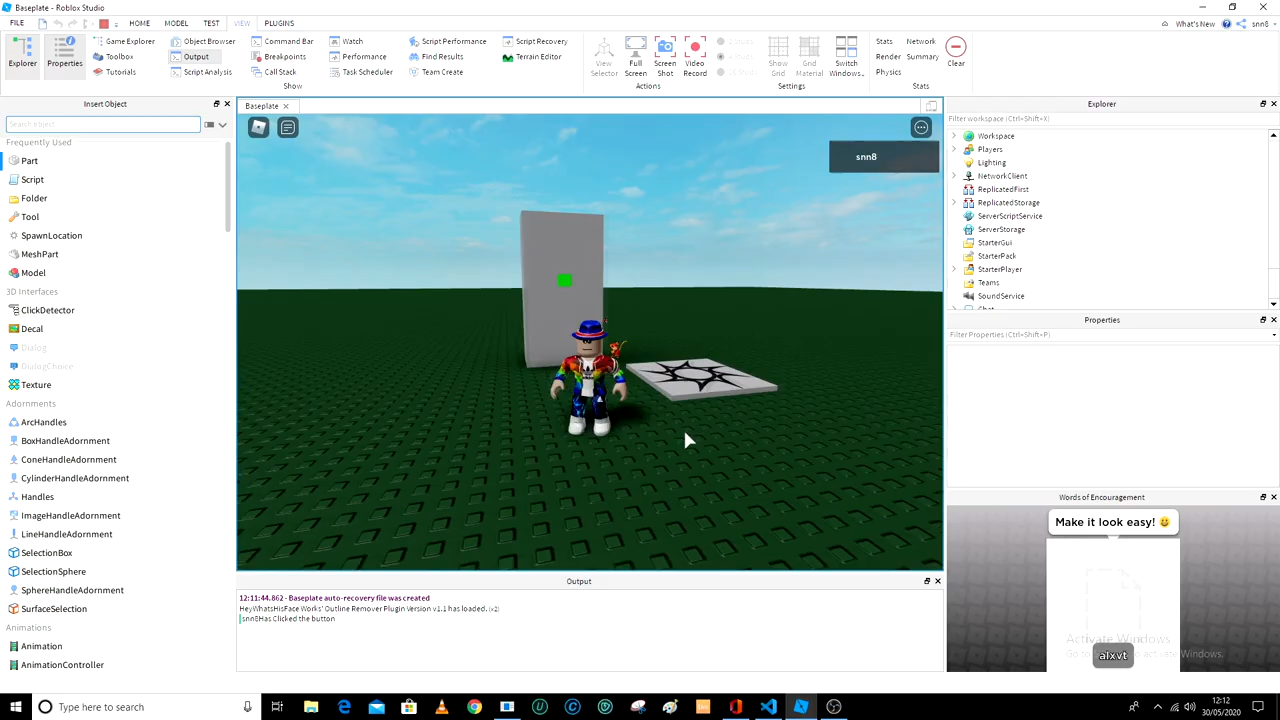 Baseplate - Roblox Studio
FILE HOME MODEL TEST VIEW PLUGINS What's New snn8
Explorer
Properties
Game Explorer
Toolbox
Tutorials
Object Browser
Output
Script Analysis
Command Bar
Breakpoints
Call Stack
Watch
Performance
Task Scheduler
Script Performance
Find Results
Team Create
Script Recovery
Terrain Editor
Show
View Selector
Full Screen
Screen Shot
Video Record
Actions
Show Grid
Grid Material
Switch Windows...
Settings
Stats
Render
Physics
Network
Summary
Clear
Stats
Insert Object
Search object
Frequently Used
Part
Script
Folder
Tool
SpawnLocation
MeshPart
Model
3D Interfaces
ClickDetector
Decal
Dialog
DialogChoice
Texture
Adornments
ArcHandles
BoxHandleAdornment
ConeHandleAdornment
CylinderHandleAdornment
Handles
ImageHandleAdornment
LineHandleAdornment
SelectionBox
SelectionSphere
SphereHandleAdornment
SurfaceSelection
Animations
Animation
AnimationController
Baseplate
snn8
Output
12:11:44.862 - Baseplate auto-recovery file was created
HeyWhatsHisFace Works' Outline Remover Plugin Version v1.1 has loaded. (x2)
snn8Has Clicked the button
Explorer
Filter workspace (Ctrl+Shift+X)
Workspace
Players
Lighting
NetworkClient
ReplicatedFirst
ReplicatedStorage
ServerScriptService
ServerStorage
StarterGui
StarterPack
StarterPlayer
Teams
SoundService
Chat
Properties
Filter Properties (Ctrl+Shift+P)
Words of Encouragement
Make it look easy! 😃
Activate Windows
alxvt
Type here to search
12:12
30/05/2020